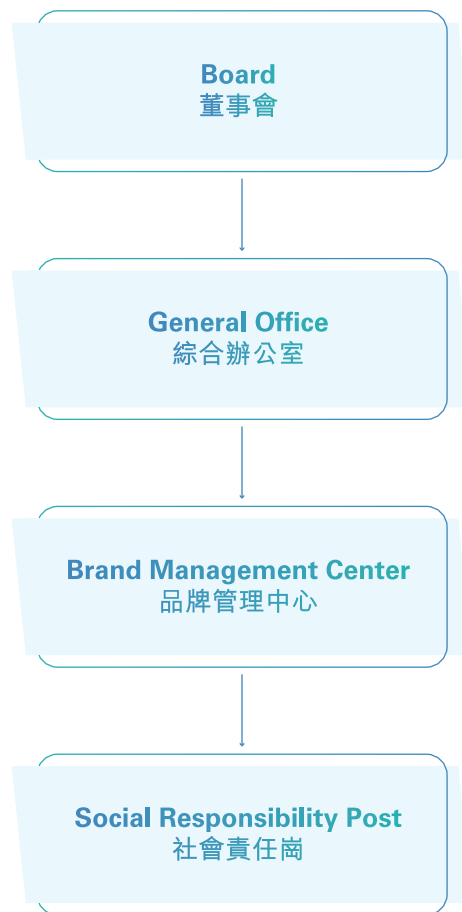 Board
董事會
General Office
綜合辦公室
Brand Management Center
品牌管理中心
Social Responsibility Post
社會責任崗